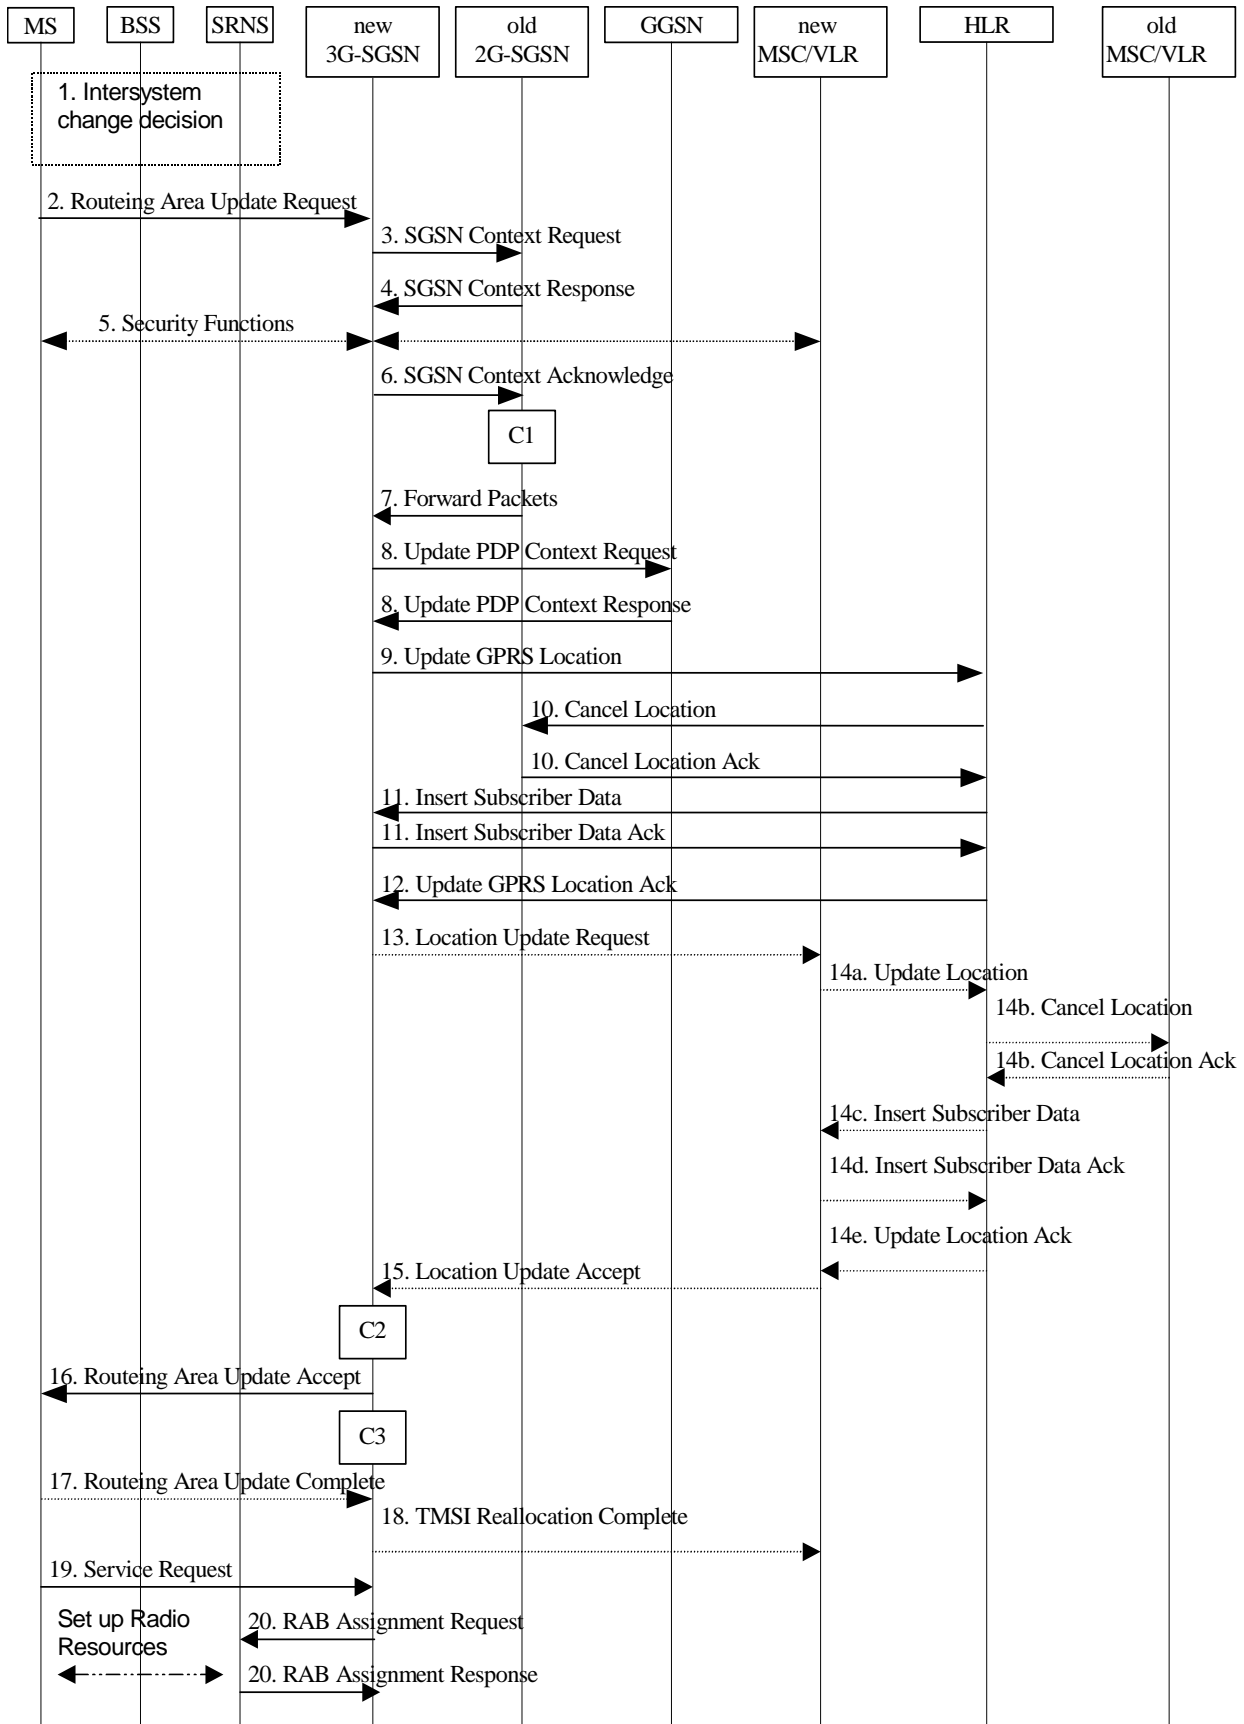 MS
BSS
SRNS
new
3G-SGSN
old
2G-SGSN
GGSN
new
MSC/VLR
HLR
old
MSC/VLR
1. Intersystem
change decision
2. Routeing Area Update Request
3. SGSN Context Request
4. SGSN Context Response
5. Security Functions
6. SGSN Context Acknowledge
C1
7. Forward Packets
8. Update PDP Context Request
8. Update PDP Context Response
9. Update GPRS Location
10. Cancel Location
10. Cancel Location Ack
11. Insert Subscriber Data
11. Insert Subscriber Data Ack
12. Update GPRS Location Ack
13. Location Update Request
14a. Update Location
14b. Cancel Location
14b. Cancel Location Ack
14c. Insert Subscriber Data
14d. Insert Subscriber Data Ack
14e. Update Location Ack
15. Location Update Accept
C2
16. Routeing Area Update Accept
C3
17. Routeing Area Update Complete
18. TMSI Reallocation Complete
19. Service Request
Set up Radio
Resources
20. RAB Assignment Request
20. RAB Assignment Response